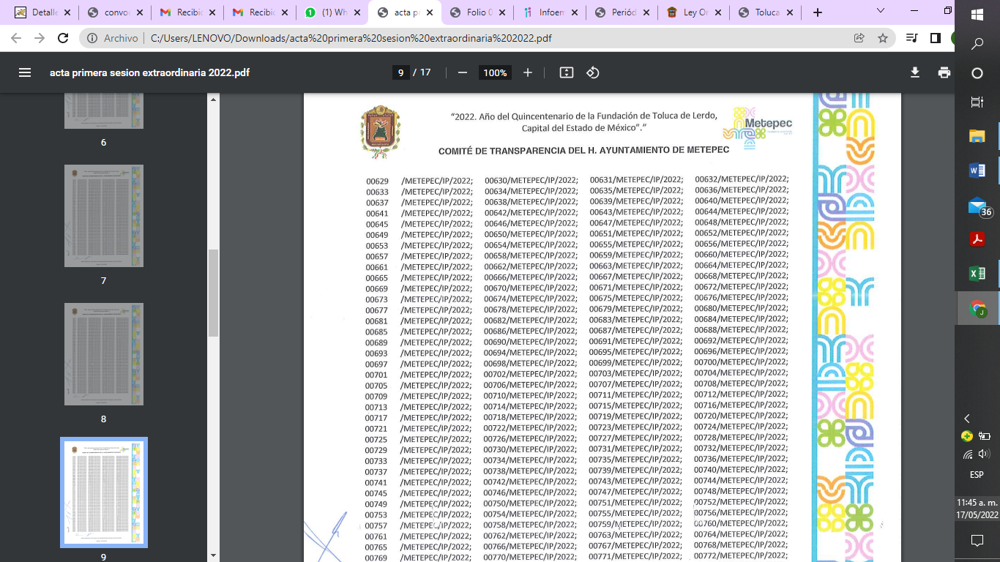 Detalle
convoc
Recibid
Recibid
(1) Wh
acta pr
Folio 0
Infoem
Periód
Ley Or
Toluca
Archivo
C:/Users/LENOVO/Downloads/acta%20primera%20sesion%20extraordinaria%202022.pdf
acta primera sesion extraordinaria 2022.pdf
9 / 17
100%
6
7
8
9
"2022. Año del Quincentenario de la Fundación de Toluca de Lerdo,
Capital del Estado de México"."
Metepec
COMITÉ DE TRANSPARENCIA DEL H. AYUNTAMIENTO DE METEPEC
00629 /METEPEC/IP/2022; 00630/METEPEC/IP/2022; 00631/METEPEC/IP/2022; 00632/METEPEC/IP/2022;
00633 /METEPEC/IP/2022; 00634/METEPEC/IP/2022; 00635/METEPEC/IP/2022; 00636/METEPEC/IP/2022;
00637 /METEPEC/IP/2022; 00638/METEPEC/IP/2022; 00639/METEPEC/IP/2022; 00640/METEPEC/IP/2022;
00641 /METEPEC/IP/2022; 00642/METEPEC/IP/2022; 00643/METEPEC/IP/2022; 00644/METEPEC/IP/2022;
00645 /METEPEC/IP/2022; 00646/METEPEC/IP/2022; 00647/METEPEC/IP/2022; 00648/METEPEC/IP/2022;
00649 /METEPEC/IP/2022; 00650/METEPEC/IP/2022; 00651/METEPEC/IP/2022; 00652/METEPEC/IP/2022;
00653 /METEPEC/IP/2022; 00654/METEPEC/IP/2022; 00655/METEPEC/IP/2022; 00656/METEPEC/IP/2022;
00657 /METEPEC/IP/2022; 00658/METEPEC/IP/2022; 00659/METEPEC/IP/2022; 00660/METEPEC/IP/2022;
00661 /METEPEC/IP/2022; 00662/METEPEC/IP/2022; 00663/METEPEC/IP/2022; 00664/METEPEC/IP/2022;
00665 /METEPEC/IP/2022; 00666/METEPEC/IP/2022; 00667/METEPEC/IP/2022; 00668/METEPEC/IP/2022;
00669 /METEPEC/IP/2022; 00670/METEPEC/IP/2022; 00671/METEPEC/IP/2022; 00672/METEPEC/IP/2022;
00673 /METEPEC/IP/2022; 00674/METEPEC/IP/2022; 00675/METEPEC/IP/2022; 00676/METEPEC/IP/2022;
00677 /METEPEC/IP/2022; 00678/METEPEC/IP/2022; 00679/METEPEC/IP/2022; 00680/METEPEC/IP/2022;
00681 /METEPEC/IP/2022; 00682/METEPEC/IP/2022; 00683/METEPEC/IP/2022; 00684/METEPEC/IP/2022;
00685 /METEPEC/IP/2022; 00686/METEPEC/IP/2022; 00687/METEPEC/IP/2022; 00688/METEPEC/IP/2022;
00689 /METEPEC/IP/2022; 00690/METEPEC/IP/2022; 00691/METEPEC/IP/2022; 00692/METEPEC/IP/2022;
00693 /METEPEC/IP/2022; 00694/METEPEC/IP/2022; 00695/METEPEC/IP/2022; 00696/METEPEC/IP/2022;
00697 /METEPEC/IP/2022; 00698/METEPEC/IP/2022; 00699/METEPEC/IP/2022; 00700/METEPEC/IP/2022;
00701 /METEPEC/IP/2022; 00702/METEPEC/IP/2022; 00703/METEPEC/IP/2022; 00704/METEPEC/IP/2022;
00705 /METEPEC/IP/2022; 00706/METEPEC/IP/2022; 00707/METEPEC/IP/2022; 00708/METEPEC/IP/2022;
00709 /METEPEC/IP/2022; 00710/METEPEC/IP/2022; 00711/METEPEC/IP/2022; 00712/METEPEC/IP/2022;
00713 /METEPEC/IP/2022; 00714/METEPEC/IP/2022; 00715/METEPEC/IP/2022; 00716/METEPEC/IP/2022;
00717 /METEPEC/IP/2022; 00718/METEPEC/IP/2022; 00719/METEPEC/IP/2022; 00720/METEPEC/IP/2022;
00721 /METEPEC/IP/2022; 00722/METEPEC/IP/2022; 00723/METEPEC/IP/2022; 00724/METEPEC/IP/2022;
00725 /METEPEC/IP/2022; 00726/METEPEC/IP/2022; 00727/METEPEC/IP/2022; 00728/METEPEC/IP/2022;
00729 /METEPEC/IP/2022; 00730/METEPEC/IP/2022; 00731/METEPEC/IP/2022; 00732/METEPEC/IP/2022;
00733 /METEPEC/IP/2022; 00734/METEPEC/IP/2022; 00735/METEPEC/IP/2022; 00736/METEPEC/IP/2022;
00737 /METEPEC/IP/2022; 00738/METEPEC/IP/2022; 00739/METEPEC/IP/2022; 00740/METEPEC/IP/2022;
00741 /METEPEC/IP/2022; 00742/METEPEC/IP/2022; 00743/METEPEC/IP/2022; 00744/METEPEC/IP/2022;
00745 /METEPEC/IP/2022; 00746/METEPEC/IP/2022; 00747/METEPEC/IP/2022; 00748/METEPEC/IP/2022;
00749 /METEPEC/IP/2022; 00750/METEPEC/IP/2022; 00751/METEPEC/IP/2022; 00752/METEPEC/IP/2022;
00753 /METEPEC/IP/2022; 00754/METEPEC/IP/2022; 00755/METEPEC/IP/2022; 00756/METEPEC/IP/2022;
00757 /METEPEC/IP/2022; 00758/METEPEC/IP/2022; 00759/METEPEC/IP/2022; 00760/METEPEC/IP/2022;
00761 /METEPEC/IP/2022; 00762/METEPEC/IP/2022; 00763/METEPEC/IP/2022; 00764/METEPEC/IP/2022;
00765 /METEPEC/IP/2022; 00766/METEPEC/IP/2022; 00767/METEPEC/IP/2022; 00768/METEPEC/IP/2022;
00769 /METEPEC/IP/2022; 00770/METEPEC/IP/2022; 00771/METEPEC/IP/2022; 00772/METEPEC/IP/2022;
36
ESP
11:45 a. m.
17/05/2022